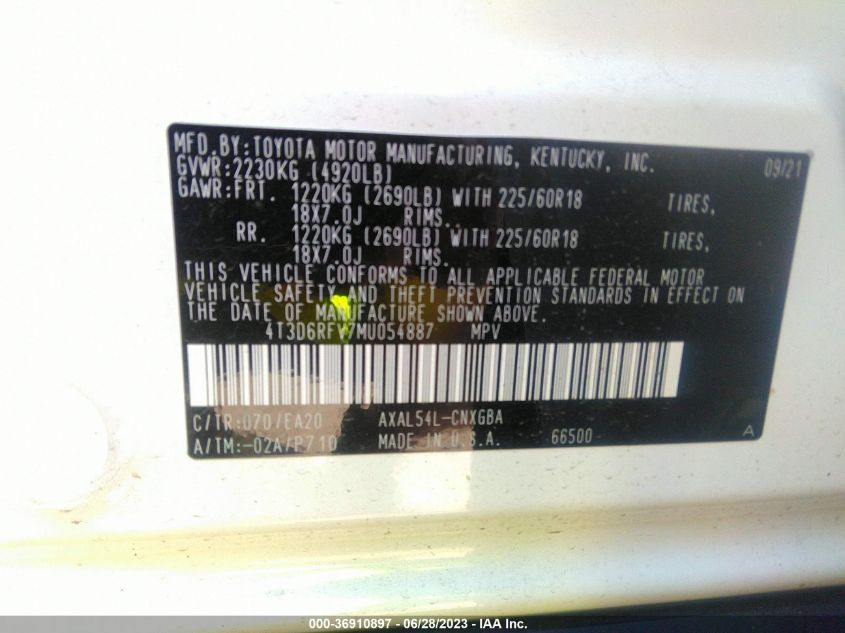 MFD.BY:TOYOTA MOTOR MANUFACTURING, KENTUCKY, INC. 09/21
GVWR:2230KG (4920LB)
GAWR:FRT. 1220KG (2690LB) WITH 225/60R18 TIRES,
18X7.0J RIMS.
RR. 1220KG (2690LB) WITH 225/60R18 TIRES,
18X7.0J RIMS.
THIS VEHICLE CONFORMS TO ALL APPLICABLE FEDERAL MOTOR
VEHICLE SAFETY AND THEFT PREVENTION STANDARDS IN EFFECT ON
THE DATE OF MANUFACTURE SHOWN ABOVE.
4T3D6RFV7MU054887 MPV
C/TR:070/EA20 AXAL54L-CNXGBA
A/TM:-02A/P710 MADE IN U.S.A. 66500 A
000-36910897 - 06/28/2023 - IAA Inc.